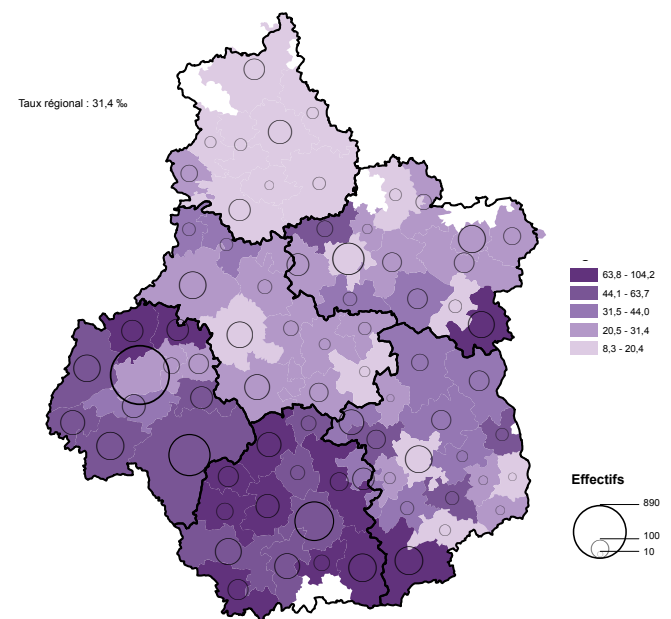 Taux régional : 31,4 ‰
63,8 - 104,2
44,1 - 63,7
31,5 - 44,0
20,5 - 31,4
8,3 - 20,4
Effectifs
890
100
10